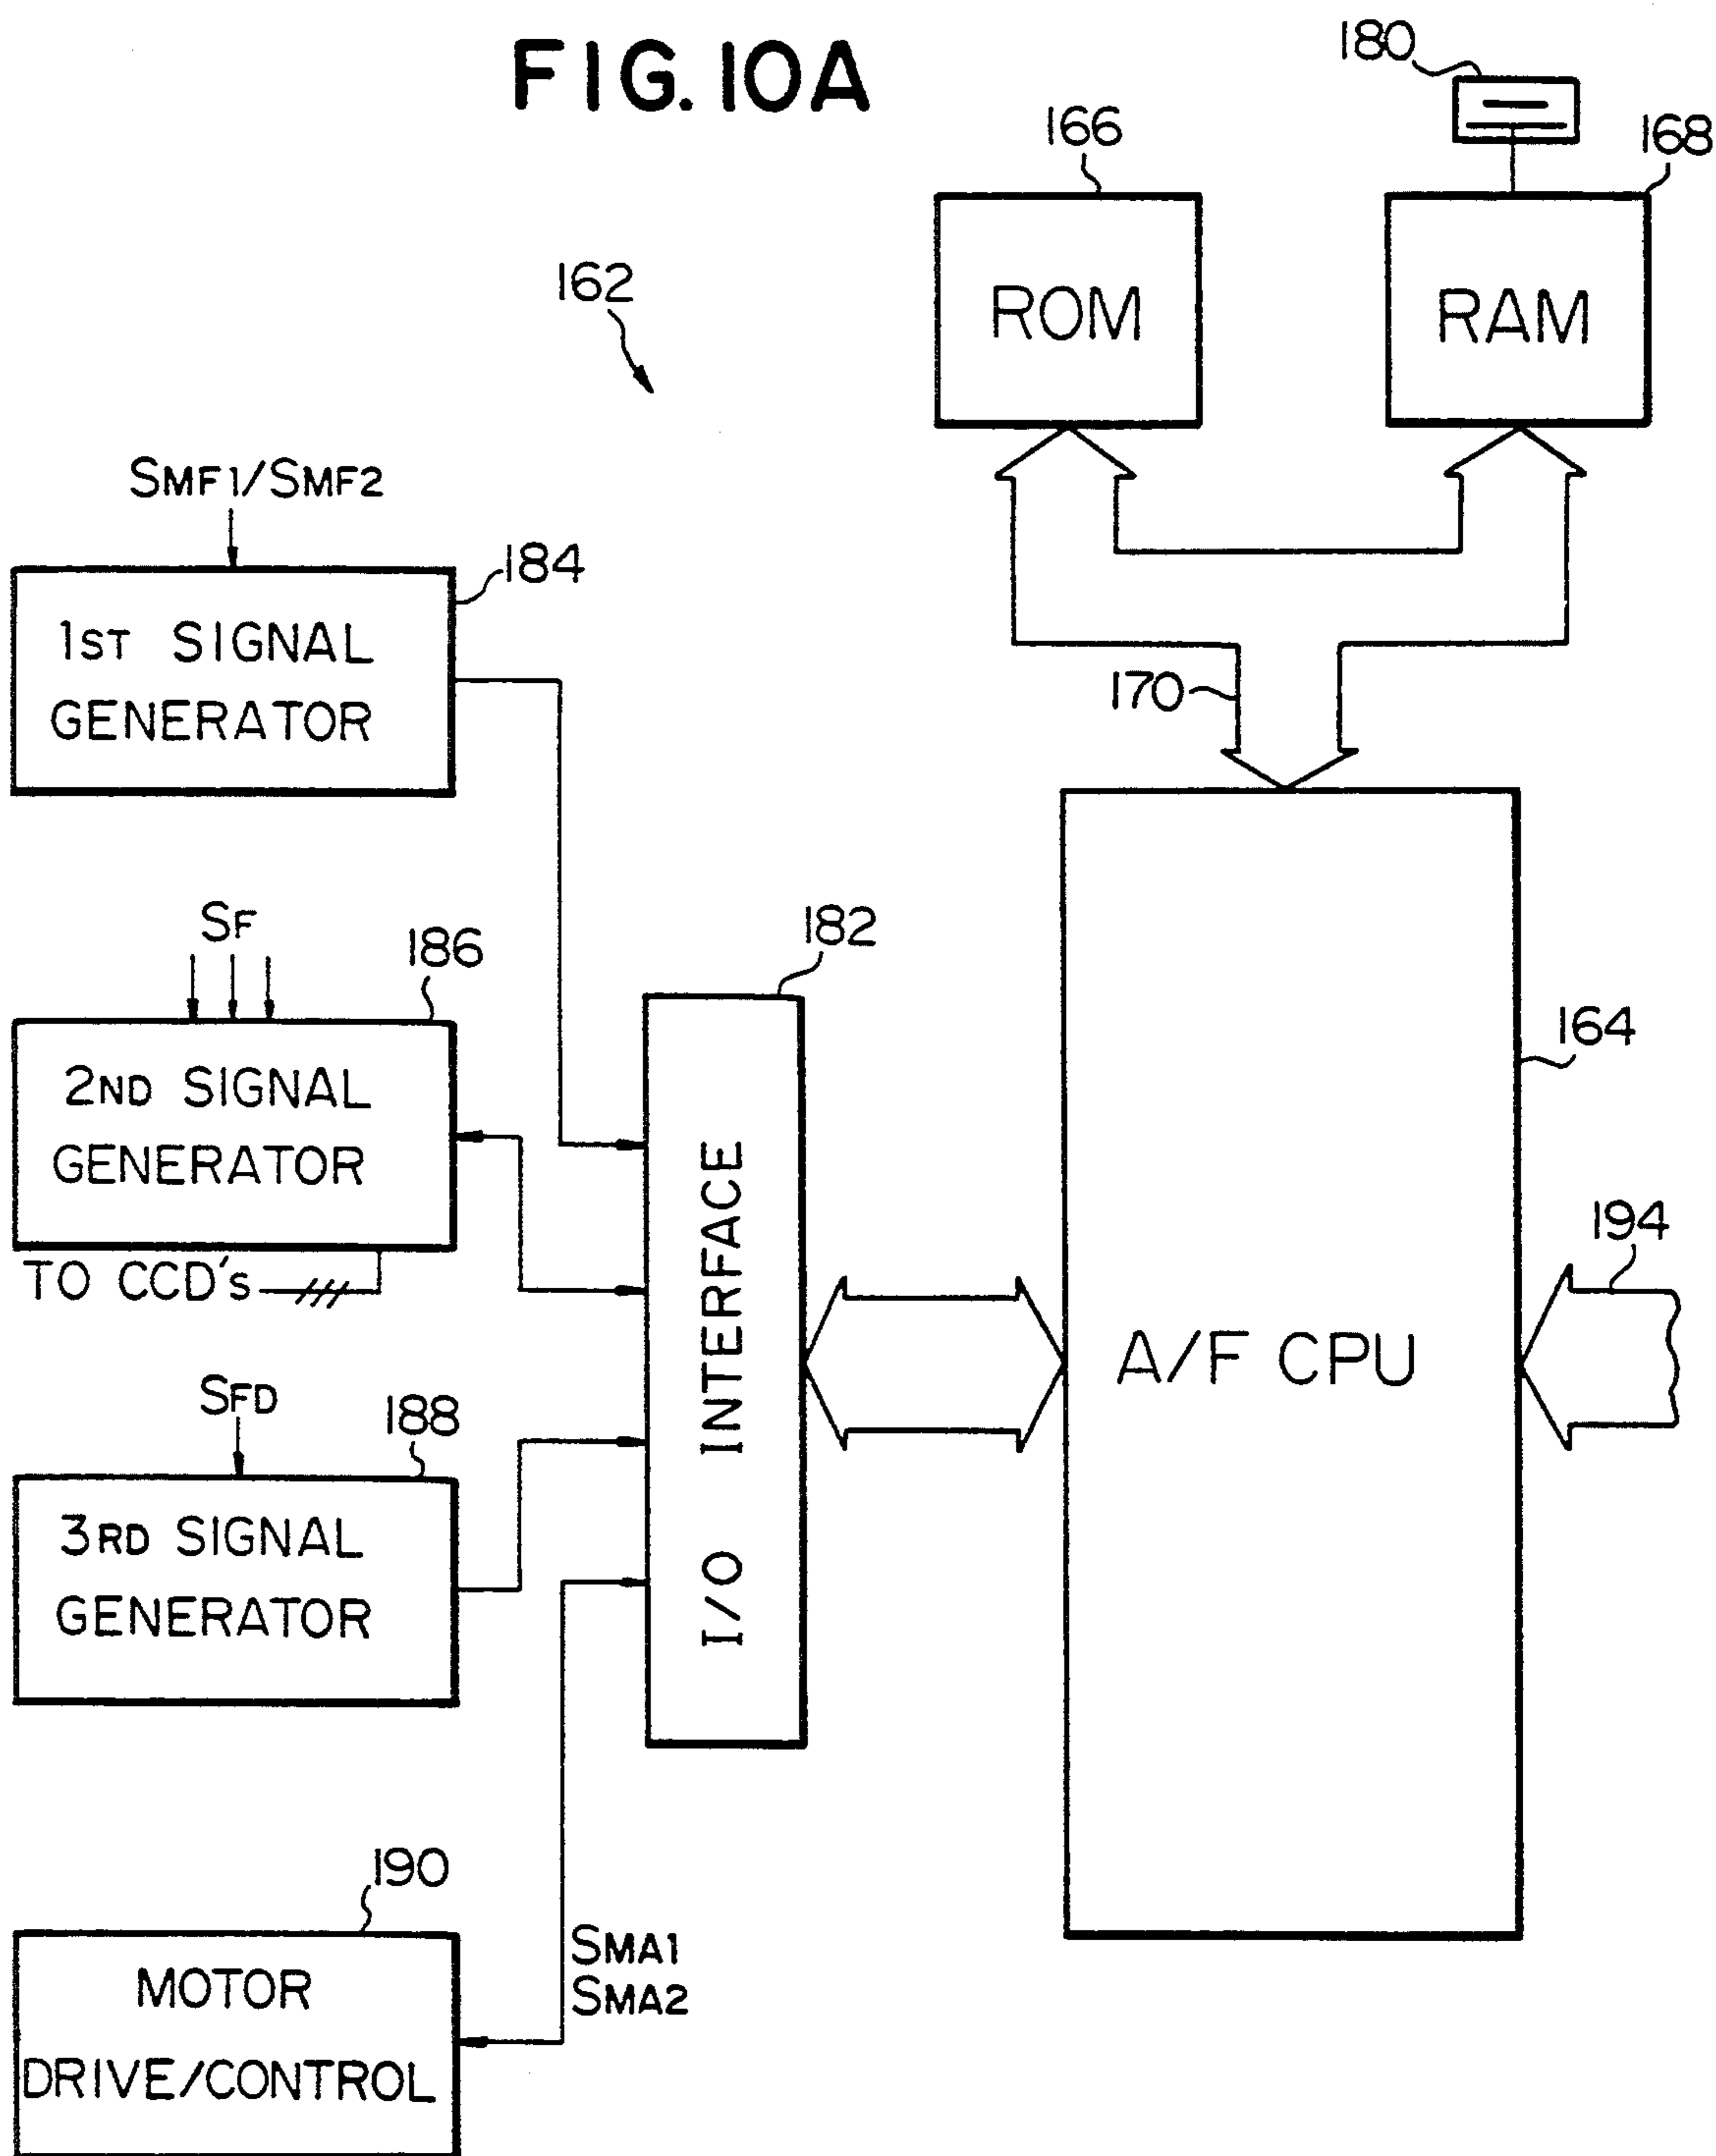 FIG. 10A
180
166
168
162
ROM
RAM
SMF1/SMF2
184
1ST SIGNAL
GENERATOR
170
SF
186
182
2ND SIGNAL
GENERATOR
164
TO CCD's
194
I/O INTERFACE
A/F CPU
SFD
188
3RD SIGNAL
GENERATOR
190
SMA1
SMA2
MOTOR
DRIVE/CONTROL